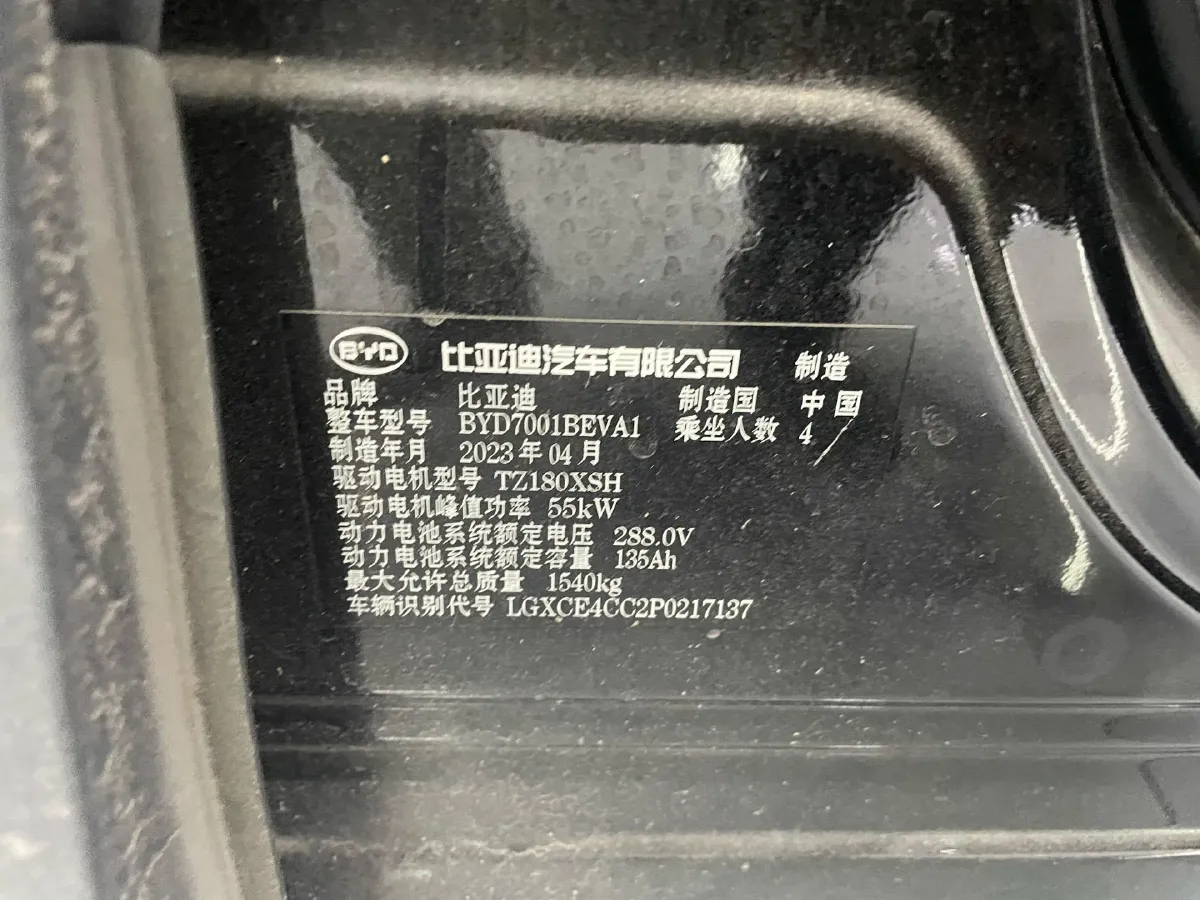 BYD 比亚迪汽车有限公司 制造
品牌 比亚迪 制造国 中国
整车型号 BYD7001BEVA1 乘坐人数 4
制造年月 2023年04月
驱动电机型号 TZ180XSH
驱动电机峰值功率 55kW
动力电池系统额定电压 288.0V
动力电池系统额定容量 135Ah
最大允许总质量 1540kg
车辆识别代号 LGXCE4CC2P0217137